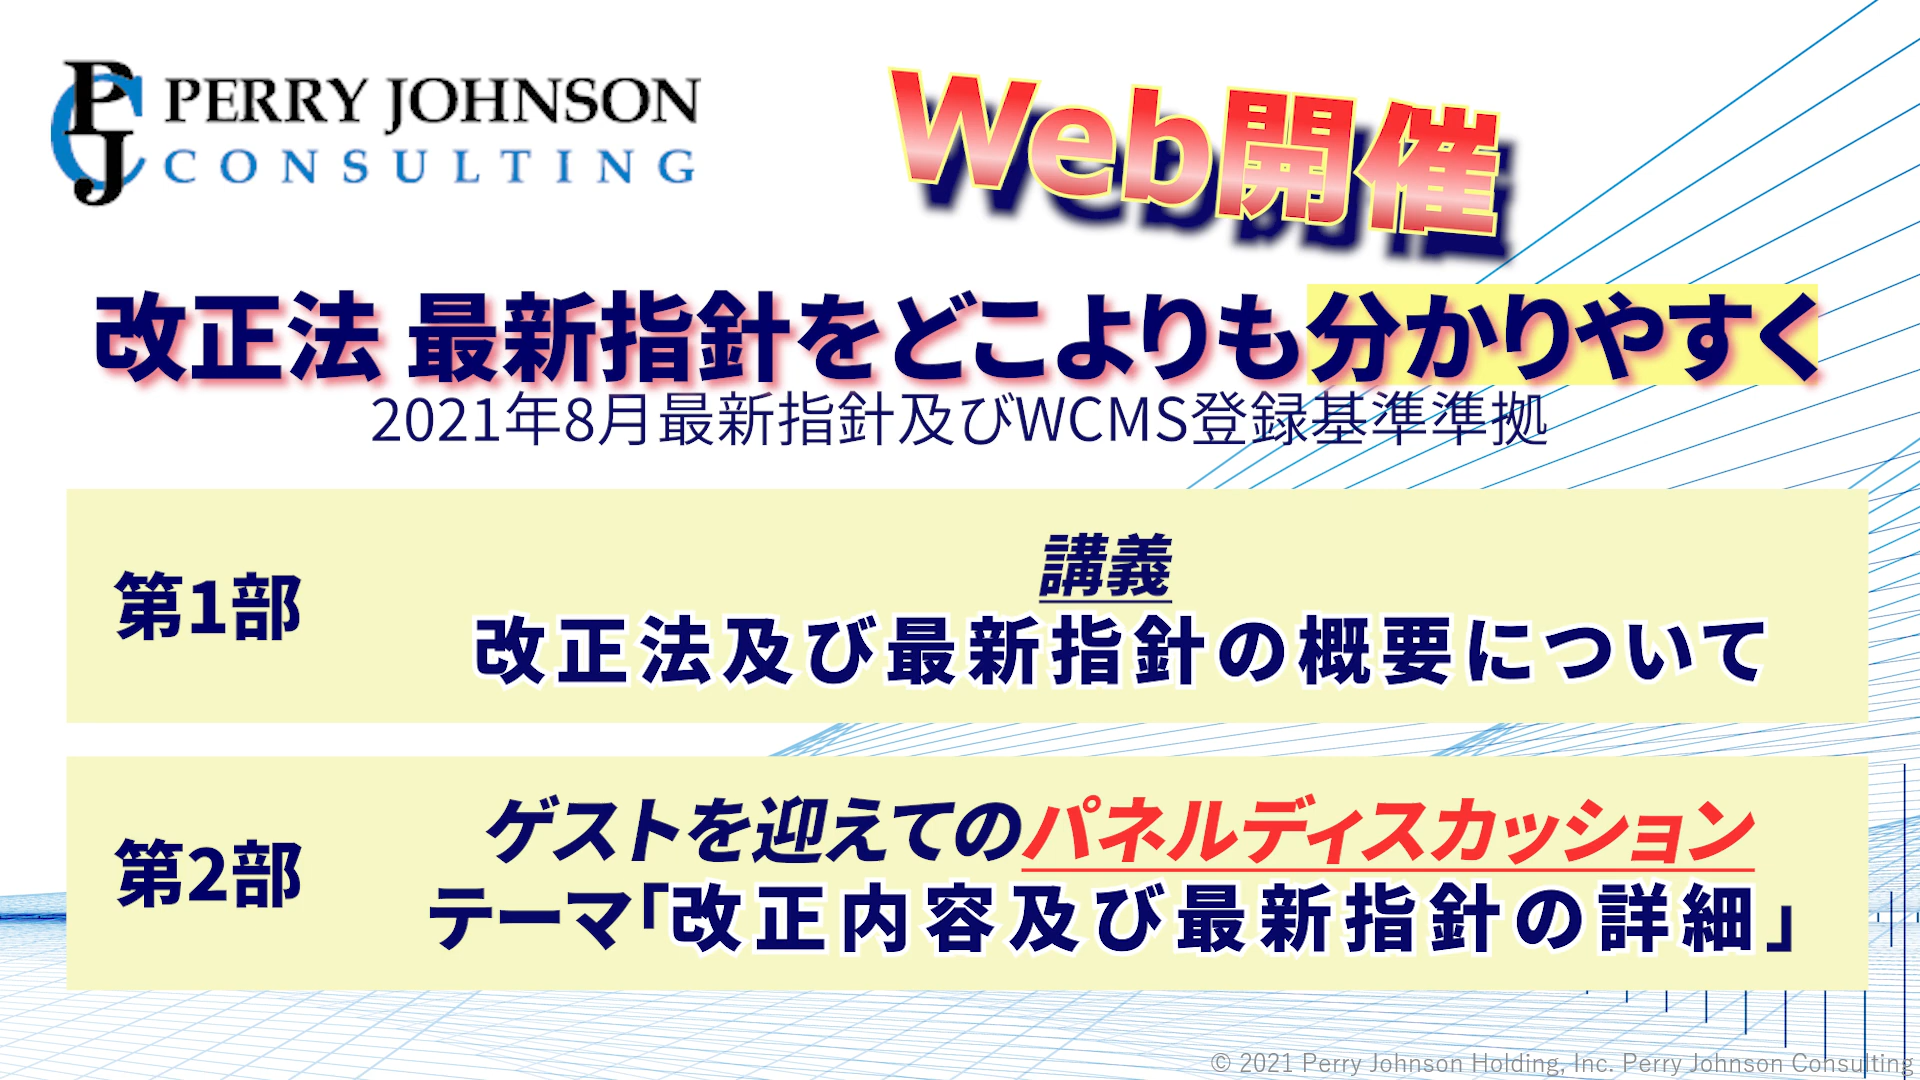 PERRY JOHNSON
CONSULTING
Web開催
改正法 最新指針をどこよりも分かりやすく
2021年8月最新指針及びWCMS登録基準準拠
第1部
講義
改正法及び最新指針の概要について
第2部
ゲストを迎えてのパネルディスカッション
テーマ「改正内容及び最新指針の詳細」
© 2021 Perry Johnson Holding, Inc. Perry Johnson Consulting